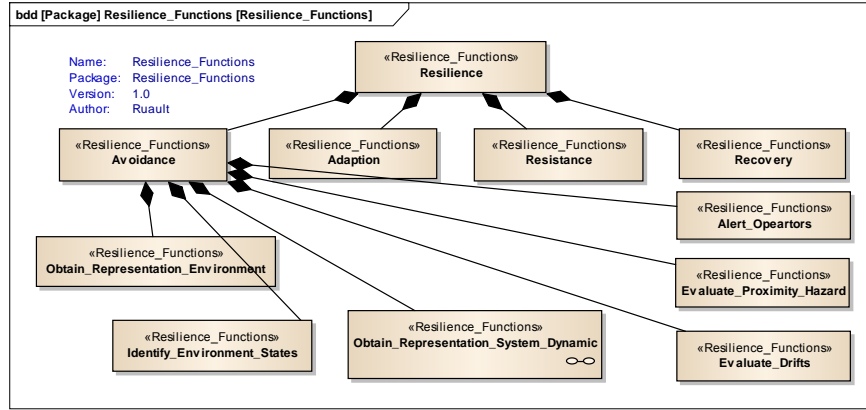 bdd [Package] Resilience_Functions [Resilience_Functions]
Name: Resilience_Functions
Package: Resilience_Functions
Version: 1.0
Author: Ruault
«Resilience_Functions»
Resilience
«Resilience_Functions»
Avoidance
«Resilience_Functions»
Adaption
«Resilience_Functions»
Resistance
«Resilience_Functions»
Recovery
«Resilience_Functions»
Alert_Opeartors
«Resilience_Functions»
Obtain_Representation_Environment
«Resilience_Functions»
Evaluate_Proximity_Hazard
«Resilience_Functions»
Identify_Environment_States
«Resilience_Functions»
Obtain_Representation_System_Dynamic
«Resilience_Functions»
Evaluate_Drifts